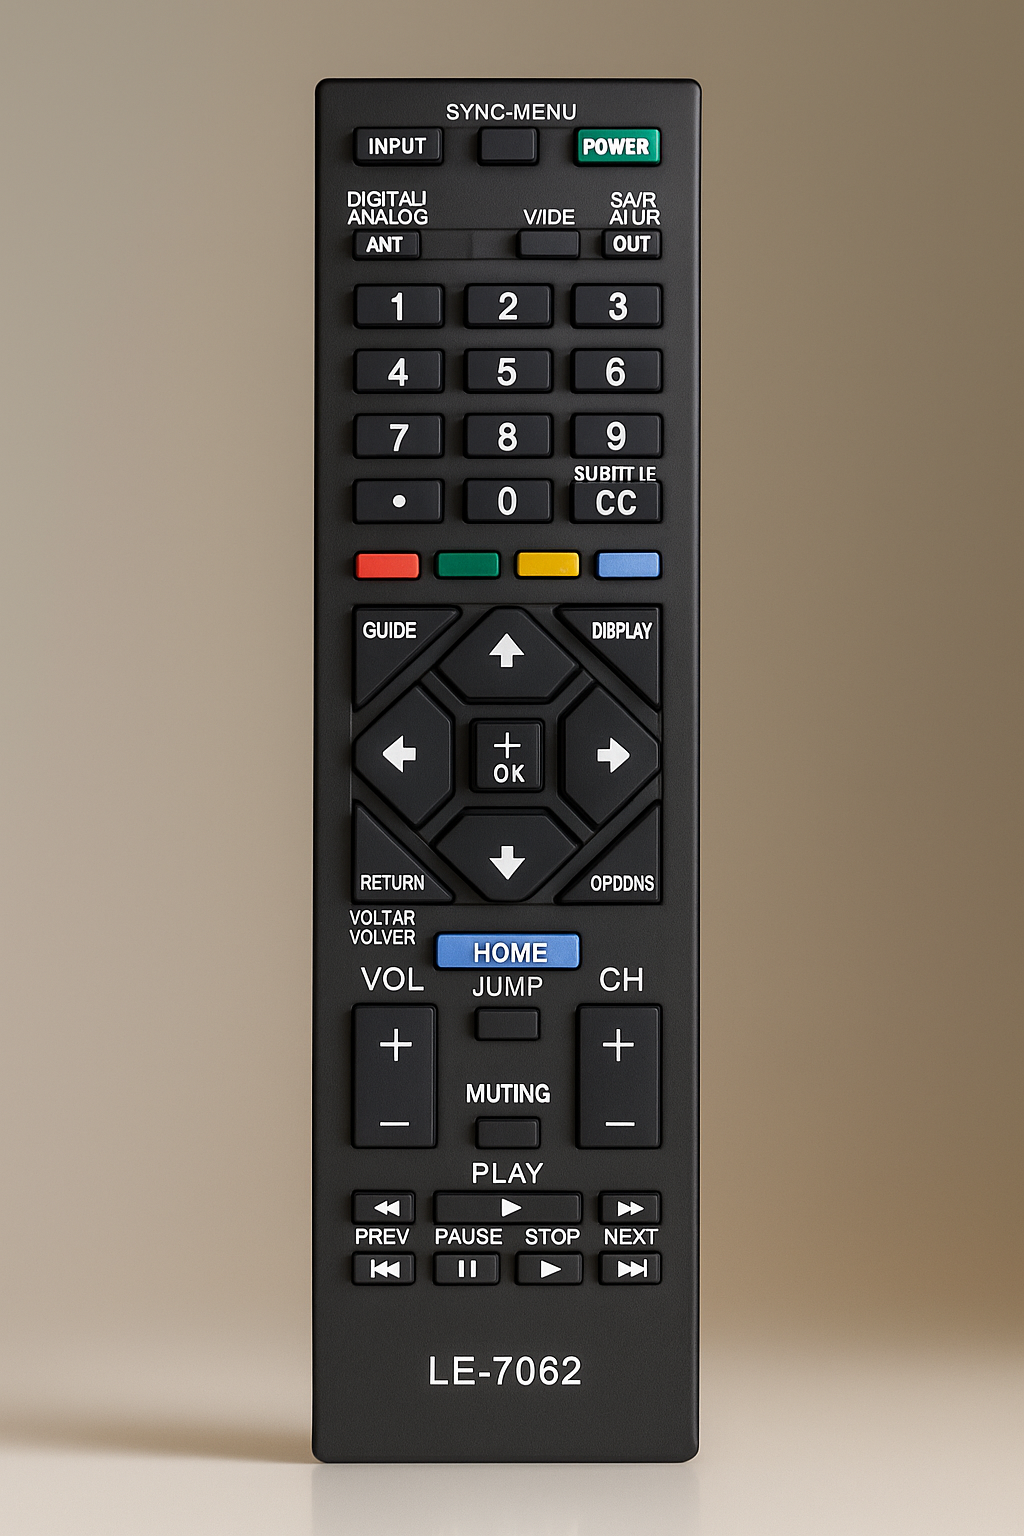 SYNC-MENU
INPUT
POWER
DIGITALI
ANALOG
V/IDE
SA/R
AI UR
ANT
OUT
1 2 3
4 5 6
7 8 9
SUBITT LE
• 0 CC
GUIDE
DIBPLAY
+
OK
RETURN
OPDDNS
VOLTAR
VOLVER
HOME
VOL
JUMP
CH
+ +
MUTING
– –
PLAY
PREV PAUSE STOP NEXT
LE-7062